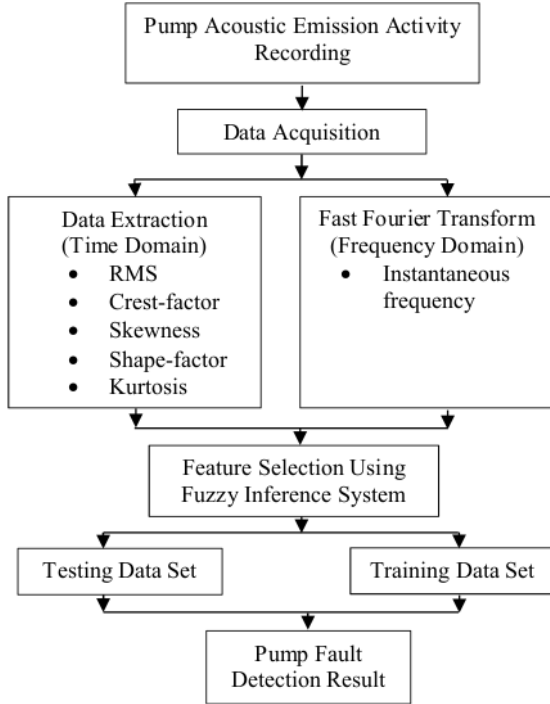 Pump Acoustic Emission Activity
Recording
Data Acquisition
Data Extraction
(Time Domain)
• RMS
• Crest-factor
• Skewness
• Shape-factor
• Kurtosis
Fast Fourier Transform
(Frequency Domain)
• Instantaneous
frequency
Feature Selection Using
Fuzzy Inference System
Testing Data Set
Training Data Set
Pump Fault
Detection Result